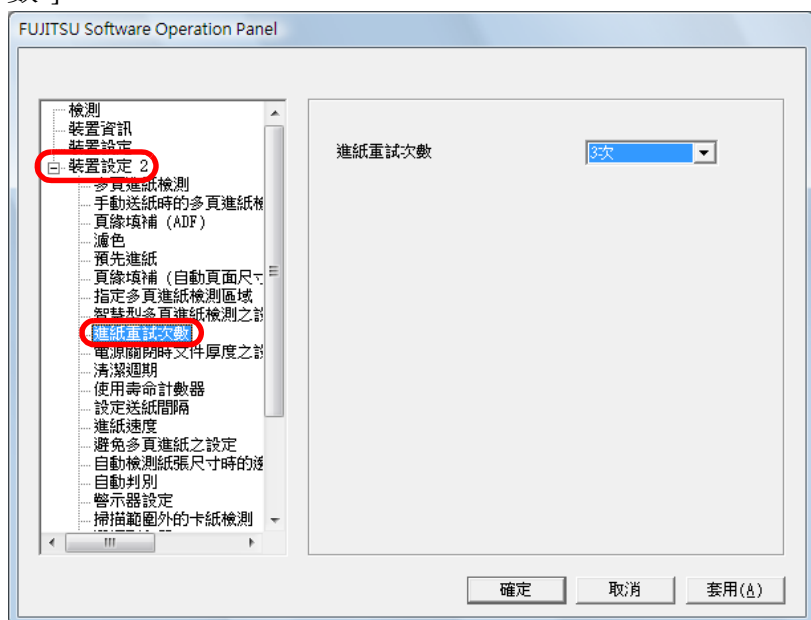 FUJITSU Software Operation Panel
檢測
裝置資訊
裝置設定
裝置設定 2
多頁進紙檢測
手動送紙時的多頁進紙檢
頁緣填補 (ADF)
濾色
預先進紙
頁緣填補 (自動頁面尺寸
指定多頁進紙檢測區域
智慧型多頁進紙檢測之設
進紙重試次數
電源關閉時文件厚度之設
清潔週期
使用壽命計數器
設定送紙間隔
進紙速度
避免多頁進紙之設定
自動檢測紙張尺寸時的邊
自動判別
警示器設定
掃描範圍外的卡紙檢測
進紙重試次數
3次
確定
取消
套用(A)